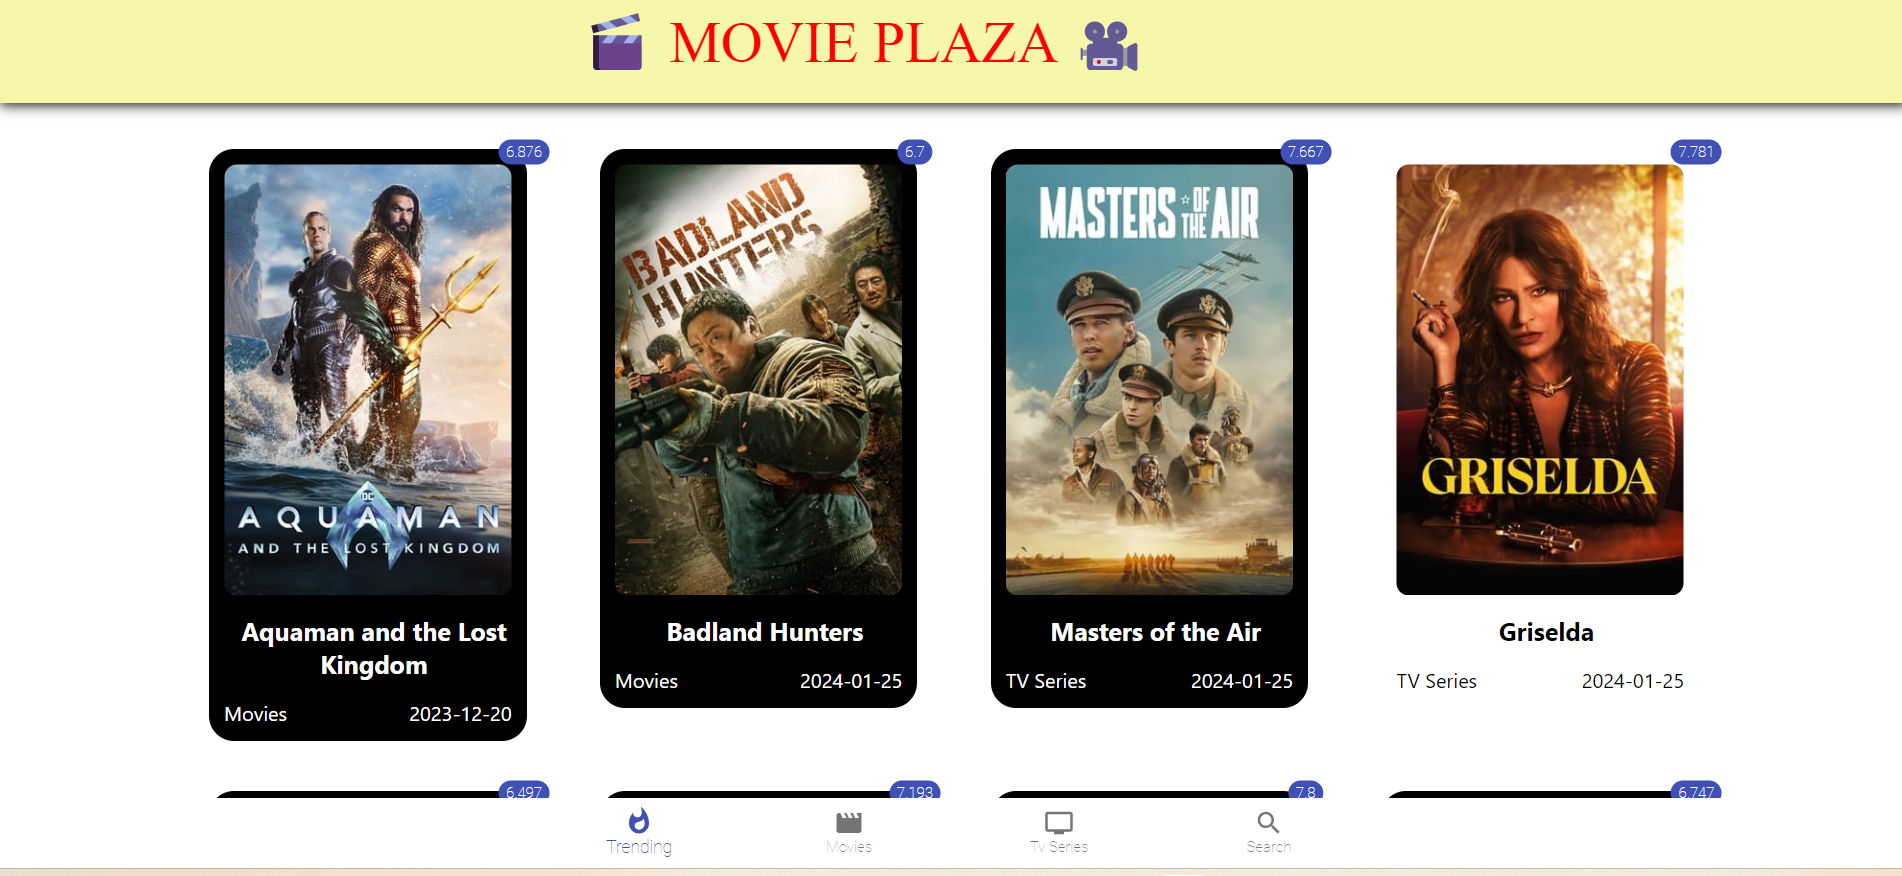 MOVIE PLAZA
6.876
6.7
7.667
7.781
DC
AQUAMAN
AND THE LOST KINGDOM
BADLAND
HUNTERS
MASTERS OF THE AIR
GRISELDA
Aquaman and the Lost
Kingdom
Movies 2023-12-20
Badland Hunters
Movies 2024-01-25
Masters of the Air
TV Series 2024-01-25
Griselda
TV Series 2024-01-25
6.497
7.193
7.8
6.747
Trending
Movies
Tv Series
Search